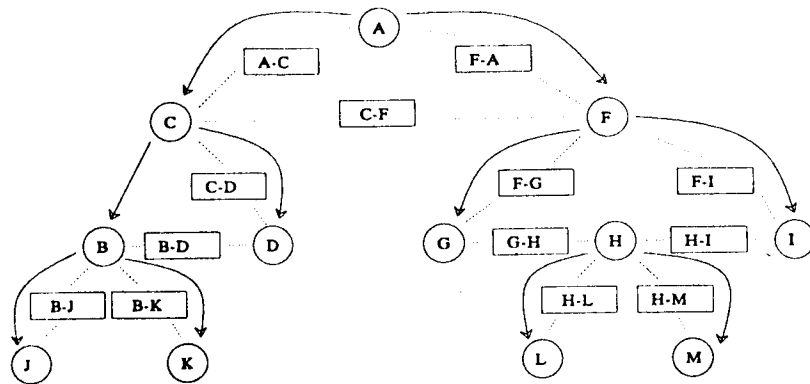 A
A-C F-A
C C-F F
C-D F-G F-I
B B-D D G G-H H H-I I
B-J B-K H-L H-M
J K L M